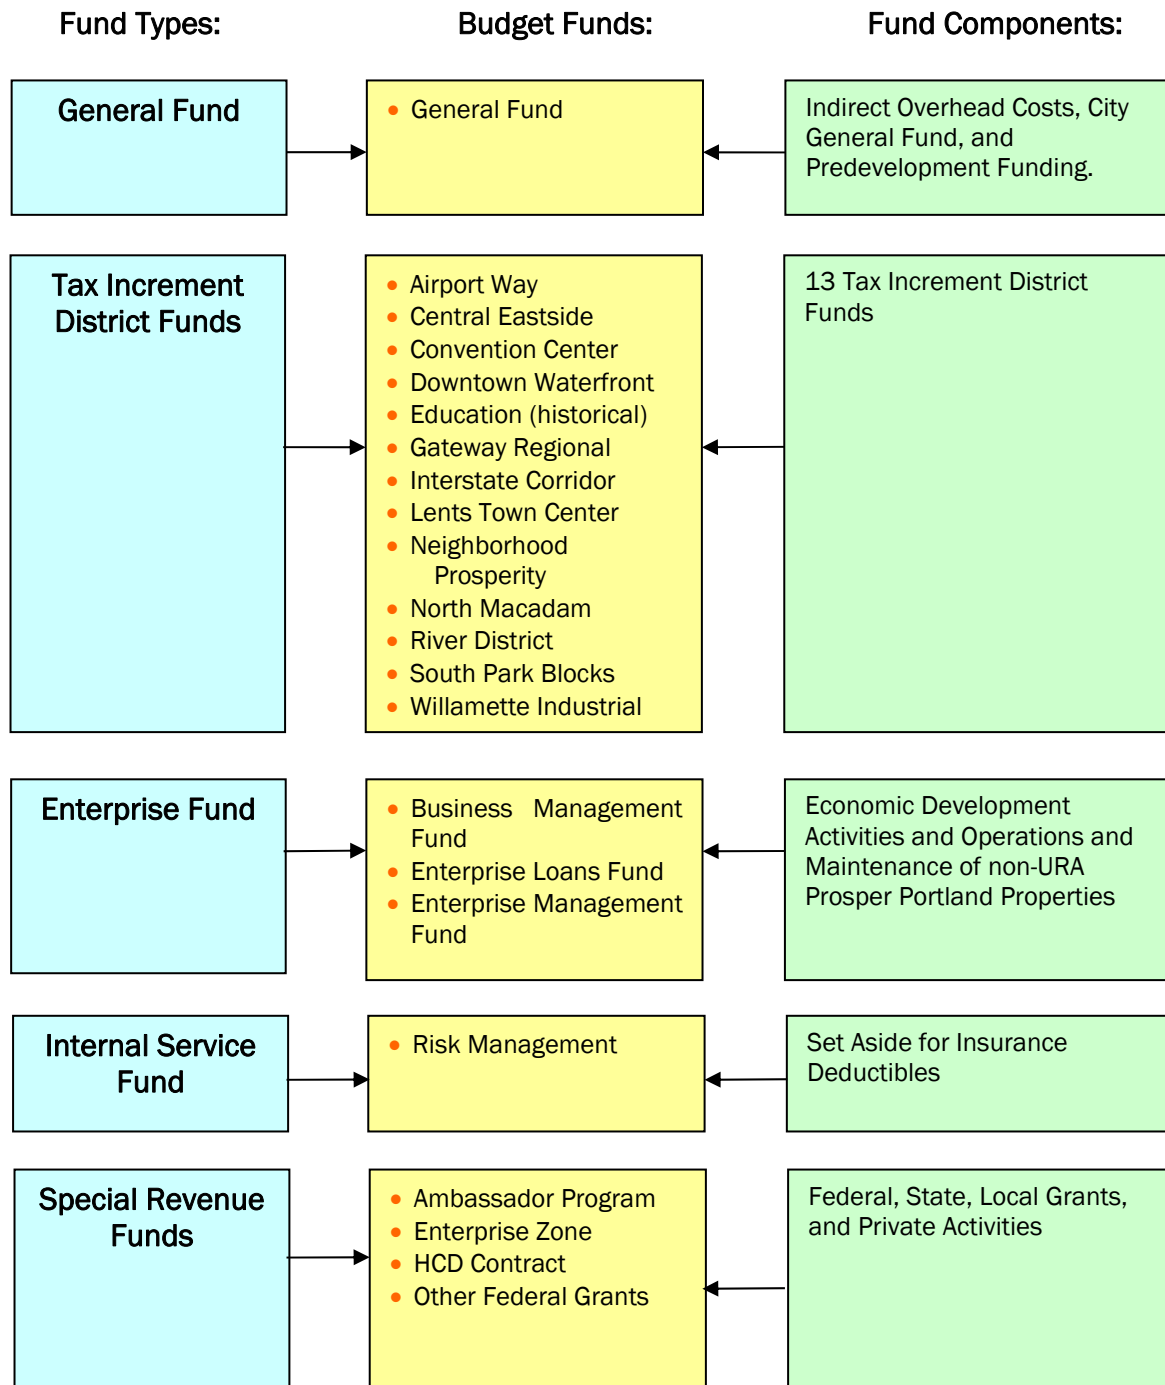 Fund Types:
Budget Funds:
Fund Components:
General Fund
• General Fund
Indirect Overhead Costs, City
General Fund, and
Predevelopment Funding.
Tax Increment
District Funds
• Airport Way
• Central Eastside
• Convention Center
• Downtown Waterfront
• Education (historical)
• Gateway Regional
• Interstate Corridor
• Lents Town Center
• Neighborhood
Prosperity
• North Macadam
• River District
• South Park Blocks
• Willamette Industrial
13 Tax Increment District
Funds
Enterprise Fund
• Business Management
Fund
• Enterprise Loans Fund
• Enterprise Management
Fund
Economic Development
Activities and Operations and
Maintenance of non-URA
Prosper Portland Properties
Internal Service
Fund
• Risk Management
Set Aside for Insurance
Deductibles
Special Revenue
Funds
• Ambassador Program
• Enterprise Zone
• HCD Contract
• Other Federal Grants
Federal, State, Local Grants,
and Private Activities